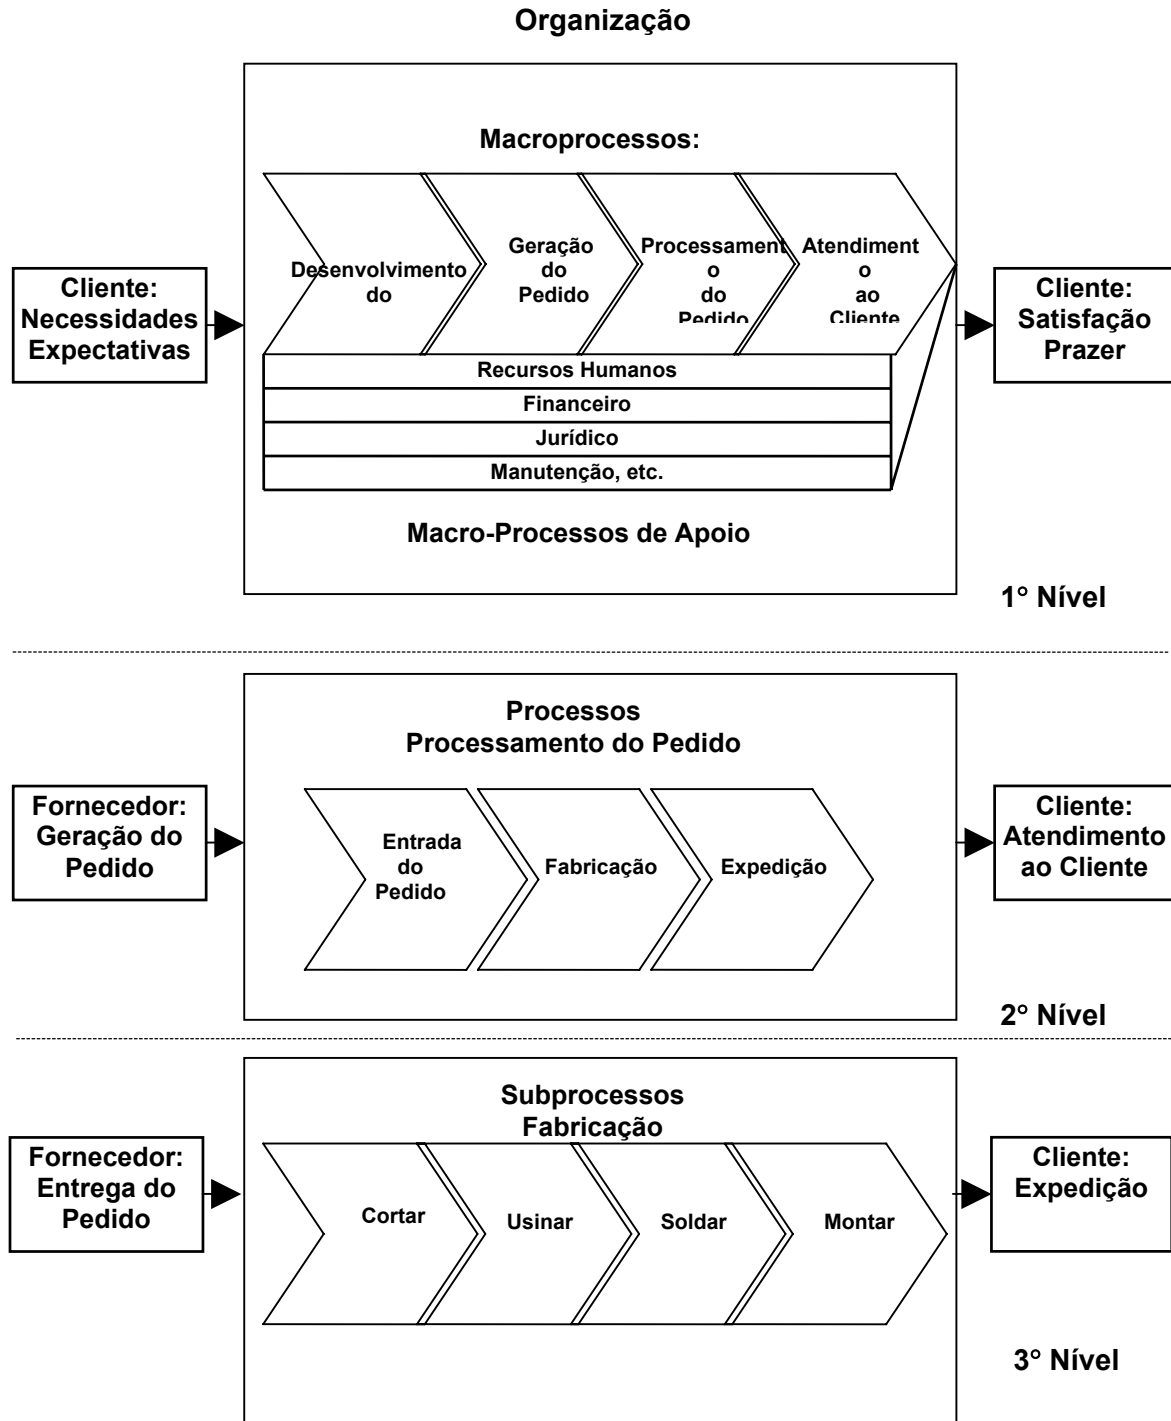 Organização
Macroprocessos:
Desenvolvimento
do
Geração
do
Pedido
Processament
o
do
Pedido
Atendiment
o
ao
Cliente
Cliente:
Necessidades
Expectativas
Cliente:
Satisfação
Prazer
Recursos Humanos
Financeiro
Jurídico
Manutenção, etc.
Macro-Processos de Apoio
1° Nível
Processos
Processamento do Pedido
Fornecedor:
Geração do
Pedido
Entrada
do
Pedido
Fabricação
Expedição
Cliente:
Atendimento
ao Cliente
2° Nível
Subprocessos
Fabricação
Fornecedor:
Entrega do
Pedido
Cortar
Usinar
Soldar
Montar
Cliente:
Expedição
3° Nível